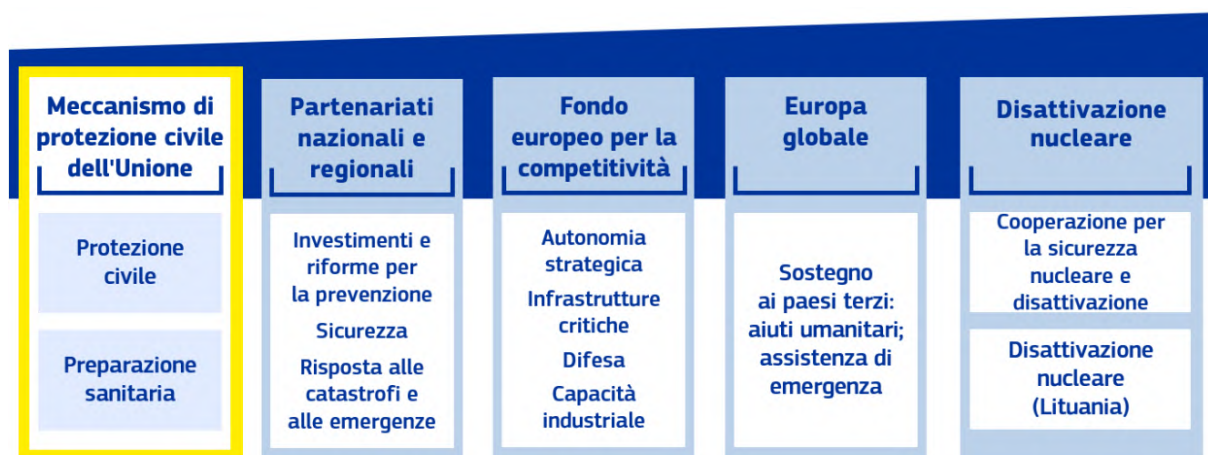 Meccanismo di
protezione civile
dell'Unione
Protezione
civile
Preparazione
sanitaria
Partenariati
nazionali e
regionali
Investimenti e
riforme per
la prevenzione
Sicurezza
Risposta alle
catastrofi e
alle emergenze
Fondo
europeo per la
competitività
Autonomia
strategica
Infrastrutture
critiche
Difesa
Capacità
industriale
Europa
globale
Sostegno
ai paesi terzi:
aiuti umanitari;
assistenza di
emergenza
Disattivazione
nucleare
Cooperazione per
la sicurezza
nucleare e
disattivazione
Disattivazione
nucleare
(Lituania)